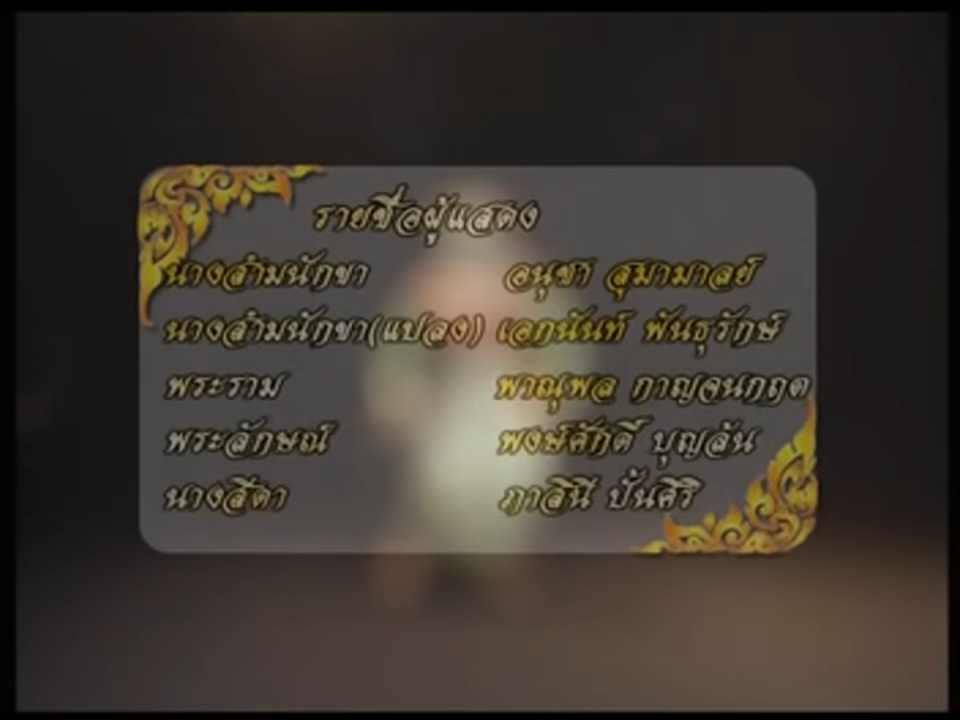 รายชื่อผู้แสดง
นางสำมนักขา อนุชา สุมามาลย์
นางสำมนักขา(แปลง) เอกนันท์ พันธุรักษ์
พระราม พาณุพล กาญจนกฤต
พระลักษณ์ พงษ์ศักดิ์ บุญล้น
นางสีดา ภาสินี ปั้นศิริ